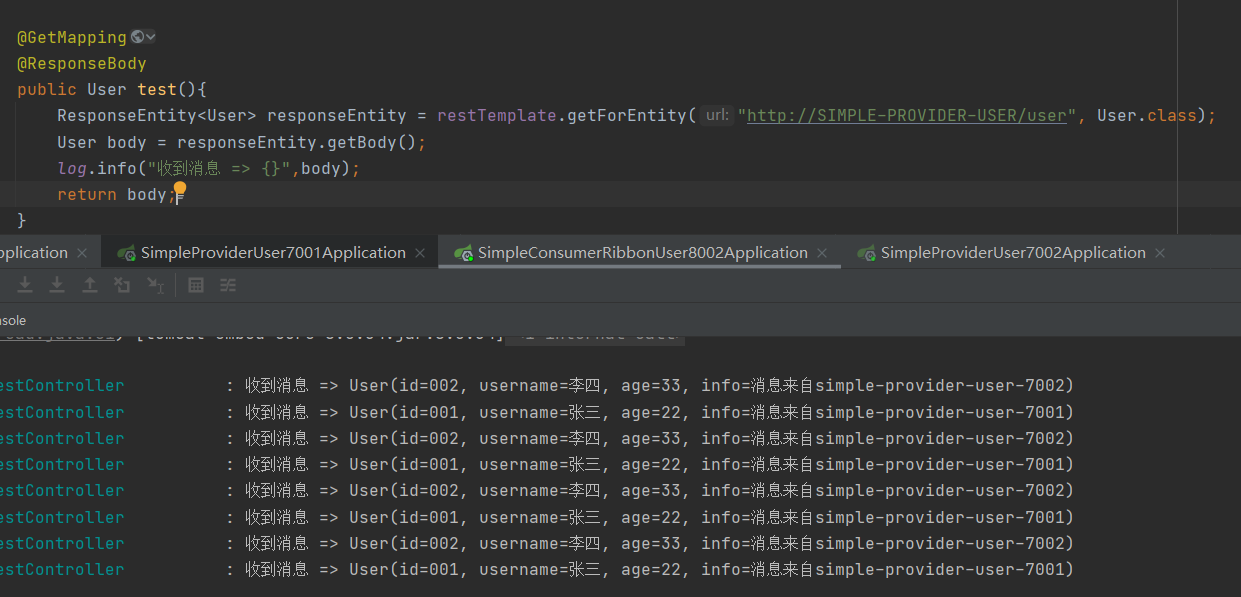 @GetMapping
@ResponseBody
public User test(){
ResponseEntity<User> responseEntity = restTemplate.getForEntity( url: "http://SIMPLE-PROVIDER-USER/user", User.class);
User body = responseEntity.getBody();
log.info("收到消息 => {}",body);
return body;
}
pplication SimpleProviderUser7001Application SimpleConsumerRibbonUser8002Application SimpleProviderUser7002Application
nsole
estController : 收到消息 => User(id=002, username=李四, age=33, info=消息来自simple-provider-user-7002)
estController : 收到消息 => User(id=001, username=张三, age=22, info=消息来自simple-provider-user-7001)
estController : 收到消息 => User(id=002, username=李四, age=33, info=消息来自simple-provider-user-7002)
estController : 收到消息 => User(id=001, username=张三, age=22, info=消息来自simple-provider-user-7001)
estController : 收到消息 => User(id=002, username=李四, age=33, info=消息来自simple-provider-user-7002)
estController : 收到消息 => User(id=001, username=张三, age=22, info=消息来自simple-provider-user-7001)
estController : 收到消息 => User(id=002, username=李四, age=33, info=消息来自simple-provider-user-7002)
estController : 收到消息 => User(id=001, username=张三, age=22, info=消息来自simple-provider-user-7001)